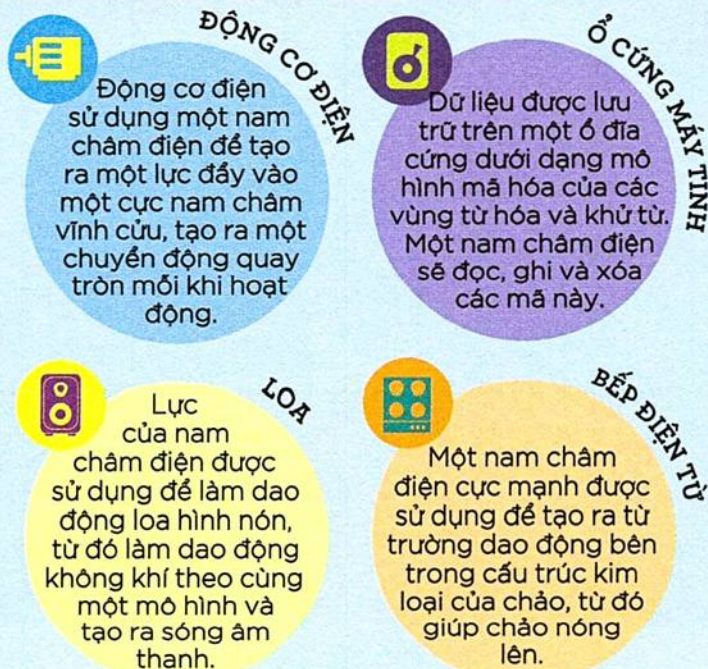 ĐỘNG CƠ ĐIỆN
Động cơ điện
sử dụng một nam
châm điện để tạo
ra một lực đẩy vào
một cực nam châm
vĩnh cửu, tạo ra một
chuyển động quay
tròn mỗi khi hoạt
động.
Ổ CỨNG MÁY TÍNH
Dữ liệu được lưu
trữ trên một ổ đĩa
cứng dưới dạng mô
hình mã hóa của các
vùng từ hóa và khử từ.
Một nam châm điện
sẽ đọc, ghi và xóa
các mã này.
LOA
Lực
của nam
châm điện được
sử dụng để làm dao
động loa hình nón,
từ đó làm dao động
không khí theo cùng
một mô hình và
tạo ra sóng âm
thanh.
BẾP ĐIỆN TỪ
Một nam châm
điện cực mạnh được
sử dụng để tạo ra từ
trường dao động bên
trong cấu trúc kim
loại của chảo, từ đó
giúp chảo nóng
lên.